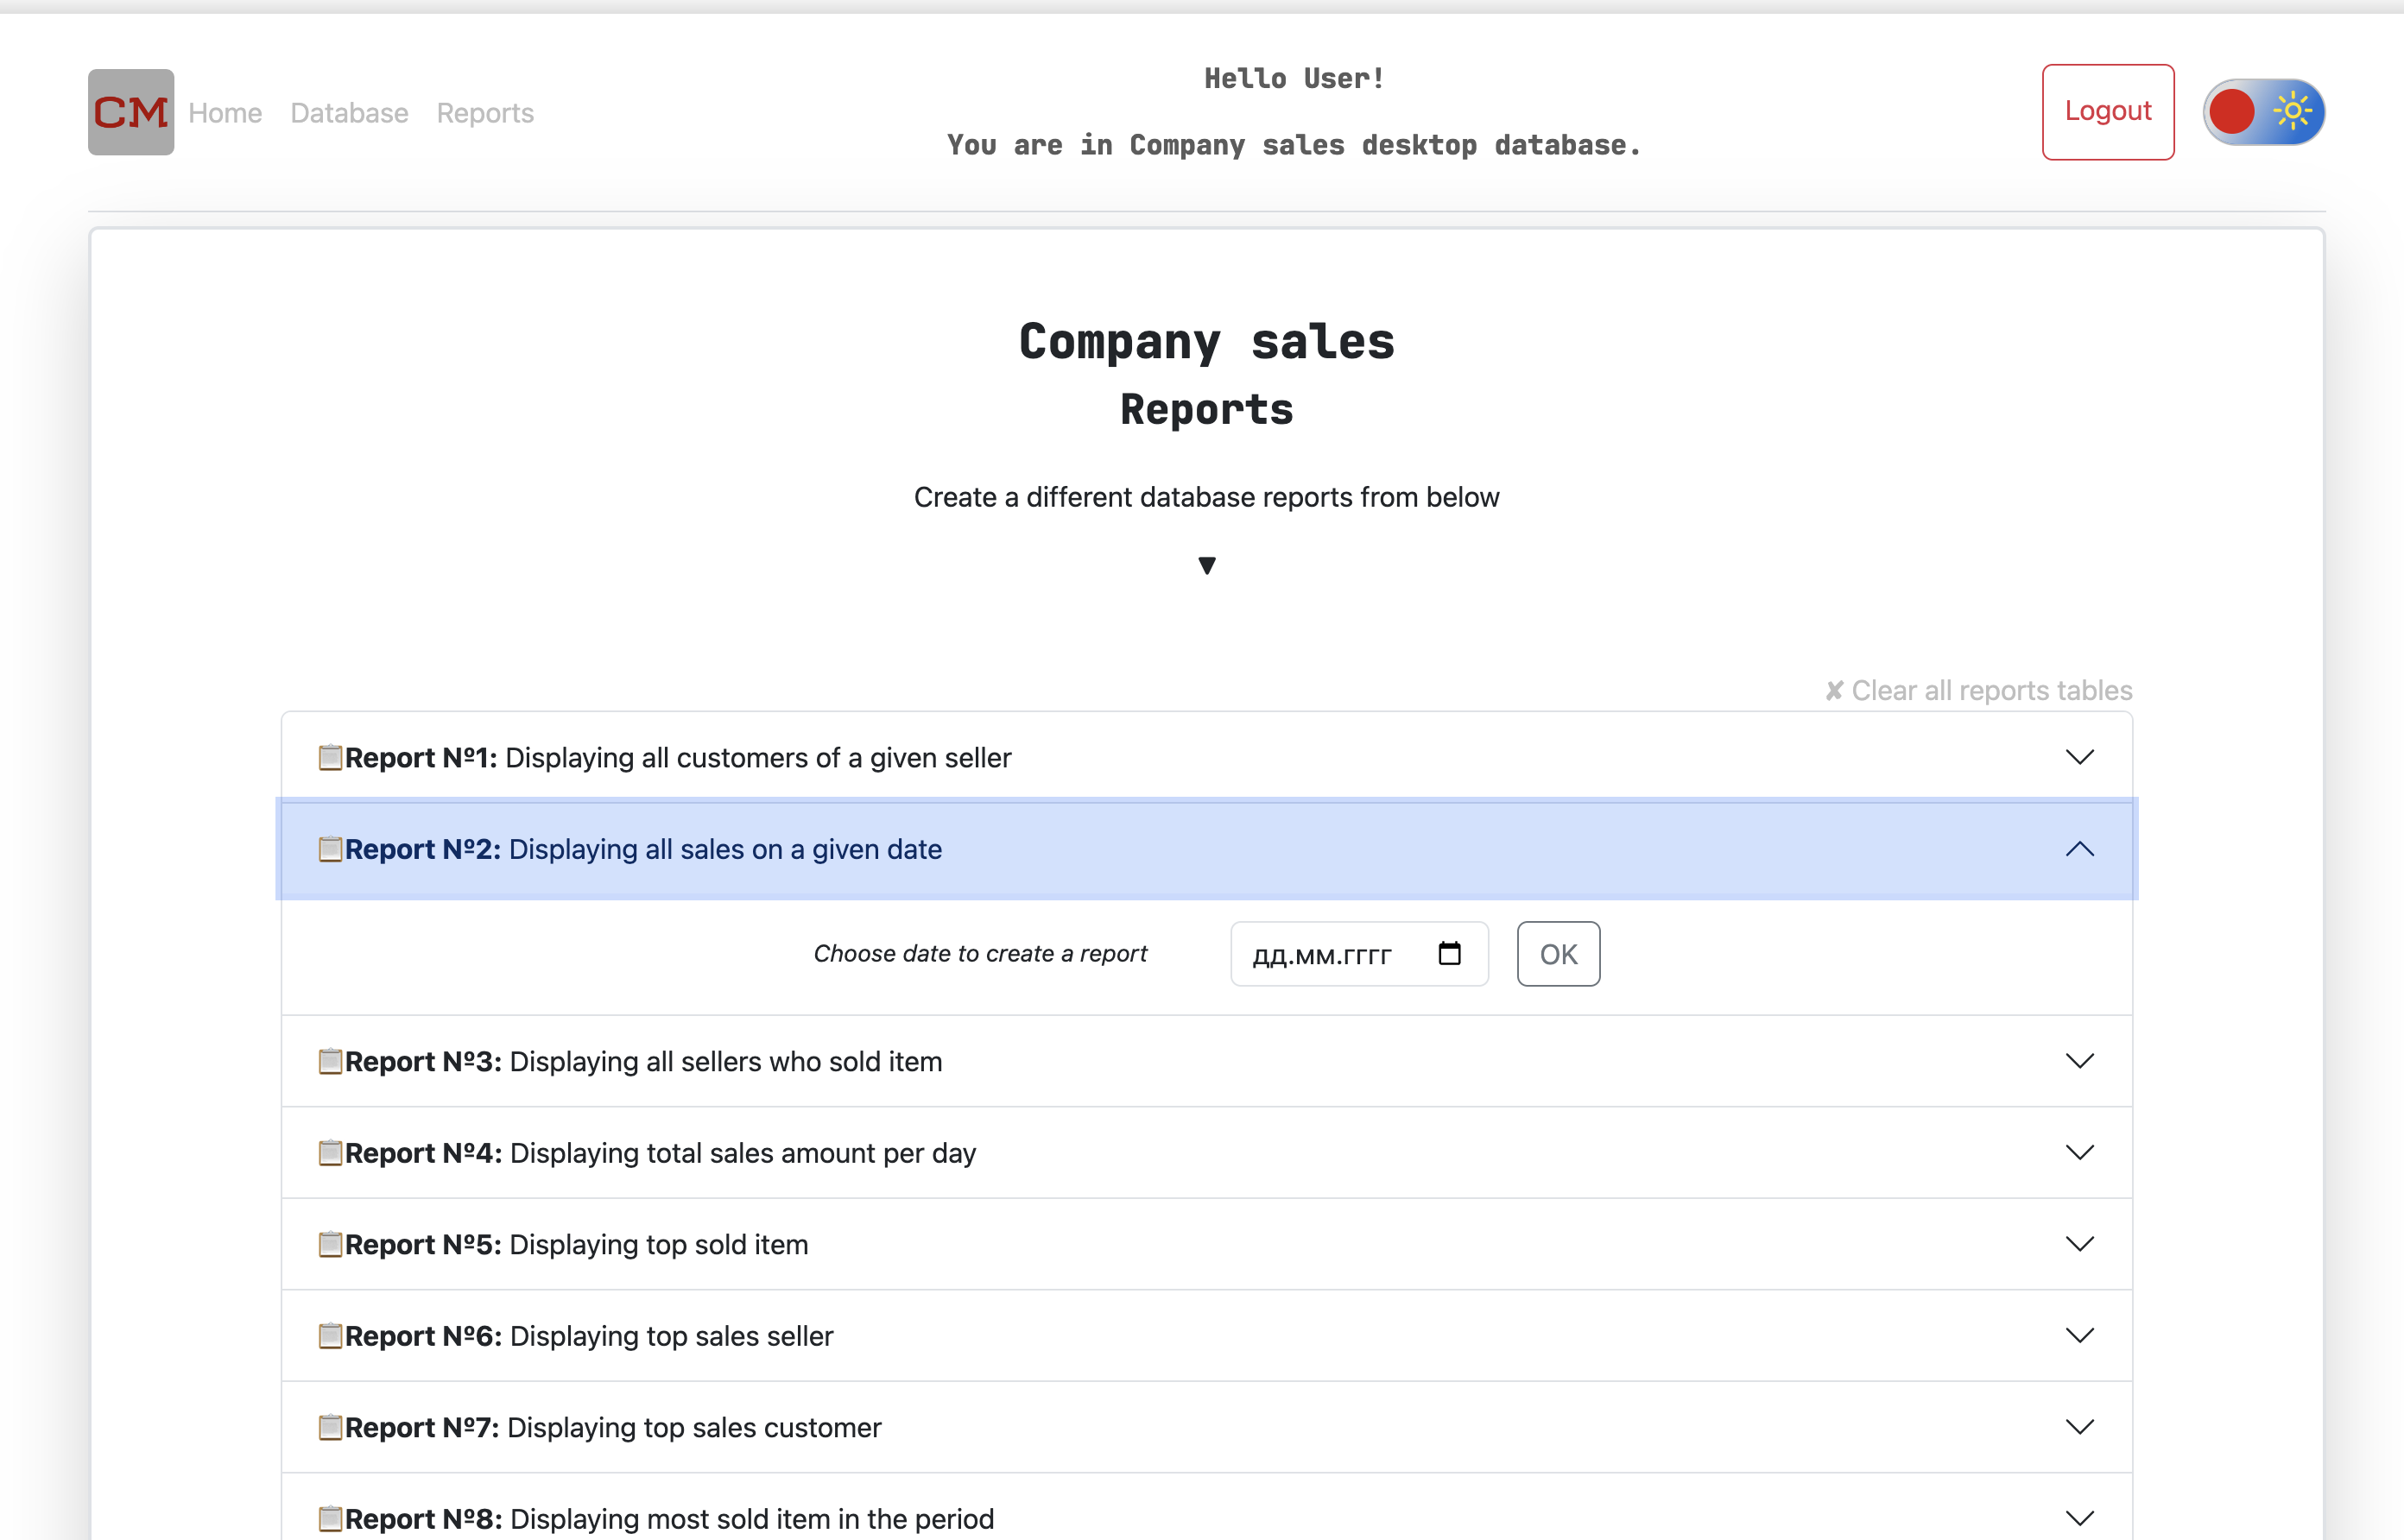 CM Home Database Reports
Hello User!
You are in Company sales desktop database.
Logout
Company sales
Reports
Create a different database reports from below
▼
✘ Clear all reports tables
📋Report №1: Displaying all customers of a given seller
📋Report №2: Displaying all sales on a given date
Choose date to create a report дд.мм.гггг OK
📋Report №3: Displaying all sellers who sold item
📋Report №4: Displaying total sales amount per day
📋Report №5: Displaying top sold item
📋Report №6: Displaying top sales seller
📋Report №7: Displaying top sales customer
📋Report №8: Displaying most sold item in the period